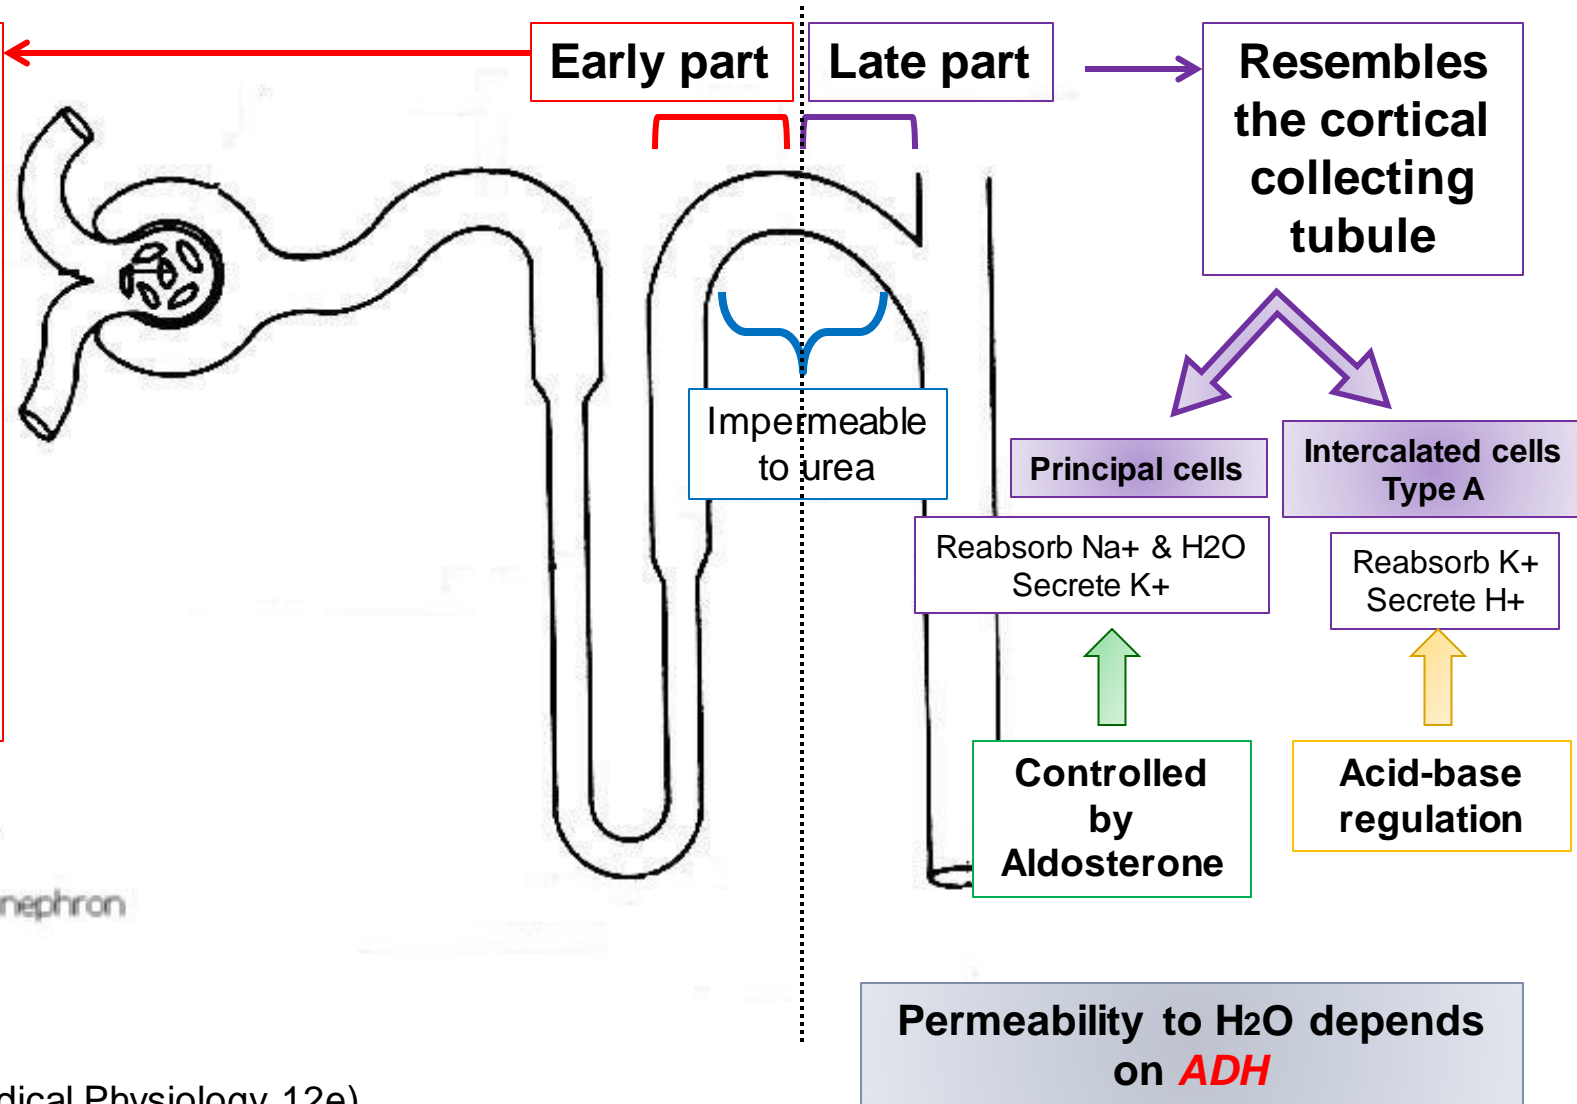 Early part
Late part
Resembles
the cortical
collecting
tubule
Impermeable
to urea
Principal cells
Intercalated cells
Type A
Reabsorb Na+ & H2O
Secrete K+
Reabsorb K+
Secrete H+
Controlled
by
Aldosterone
Acid-base
regulation
nephron
Permeability to H2O depends
on ADH
dical Physiology, 12e)